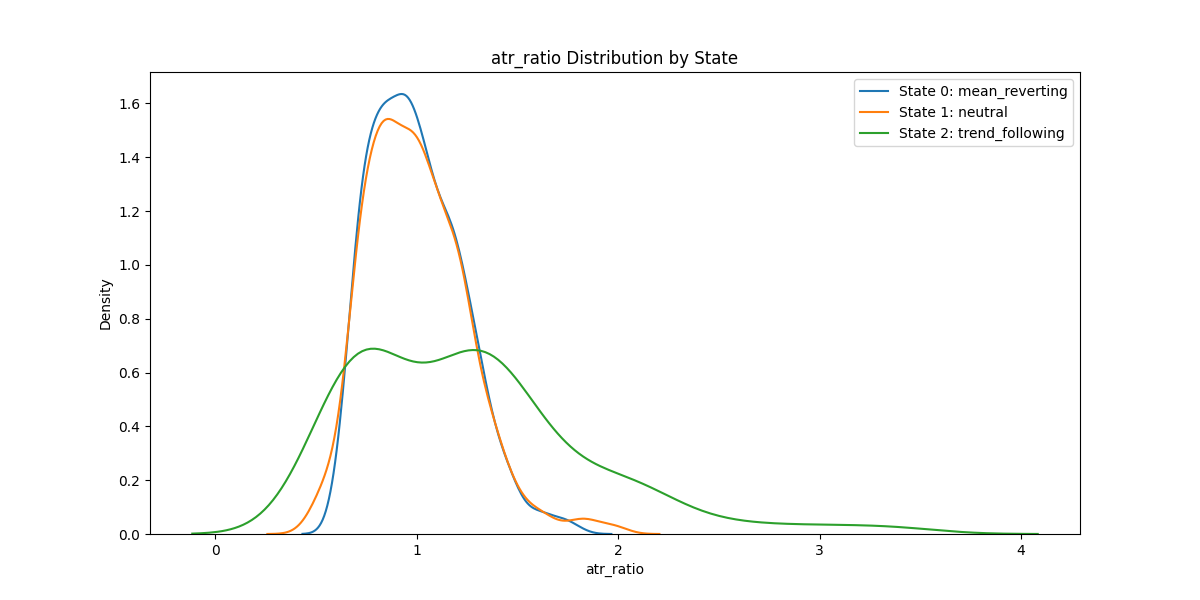 atr_ratio Distribution by State
State 0: mean_reverting
State 1: neutral
State 2: trend_following
Density
1.6
1.4
1.2
1.0
0.8
0.6
0.4
0.2
0.0
0 1 2 3 4
atr_ratio